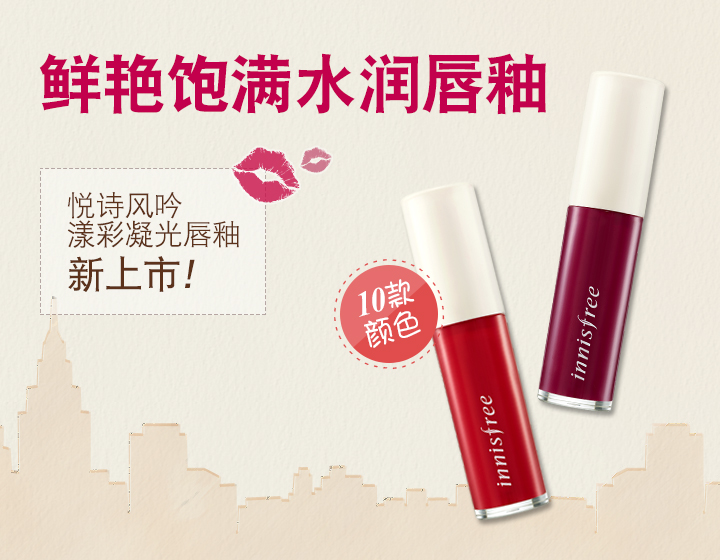 鲜艳饱满水润唇釉
悦诗风吟
漾彩凝光唇釉
新上市!
10款
颜色
innisfree
innisfree